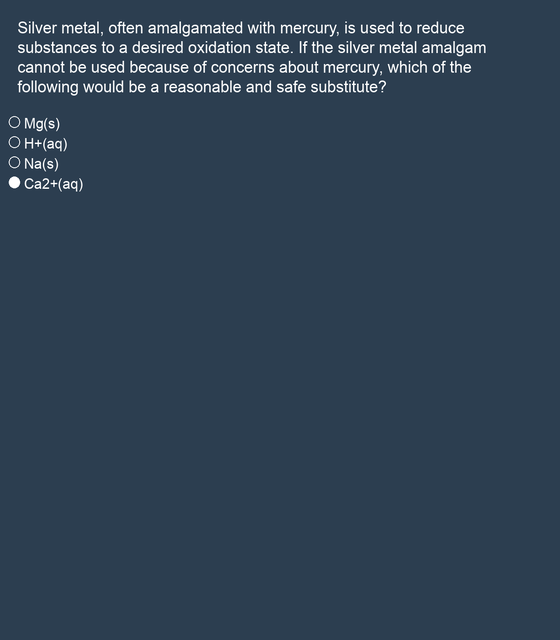 Silver metal, often amalgamated with mercury, is used to reduce
substances to a desired oxidation state. If the silver metal amalgam
cannot be used because of concerns about mercury, which of the
following would be a reasonable and safe substitute?
Mg(s)
H+(aq)
Na(s)
Ca2+(aq)